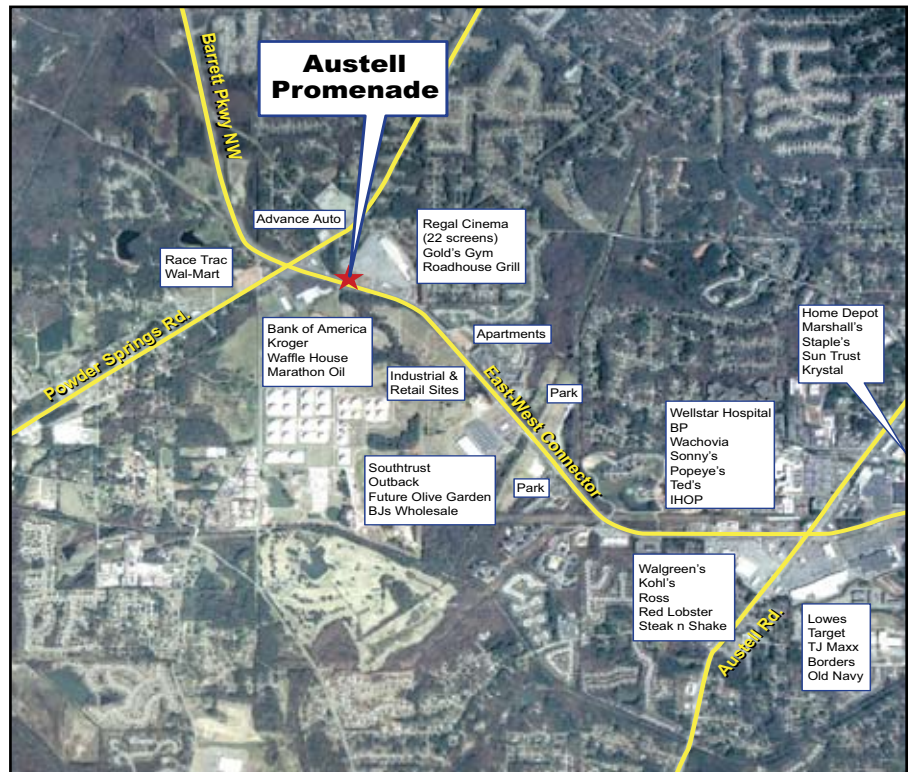 Barrett Pkwy NW
Austell
Promenade
Advance Auto
Race Trac
Wal-Mart
Regal Cinema
(22 screens)
Gold's Gym
Roadhouse Grill
Powder Springs Rd.
Bank of America
Kroger
Waffle House
Marathon Oil
Apartments
Industrial &
Retail Sites
East-West Connector
Park
Home Depot
Marshall's
Staple's
Sun Trust
Krystal
Southtrust
Outback
Future Olive Garden
BJs Wholesale
Park
Wellstar Hospital
BP
Wachovia
Sonny's
Popeye's
Ted's
IHOP
Walgreen's
Kohl's
Ross
Red Lobster
Steak n Shake
Austell Rd.
Lowes
Target
TJ Maxx
Borders
Old Navy